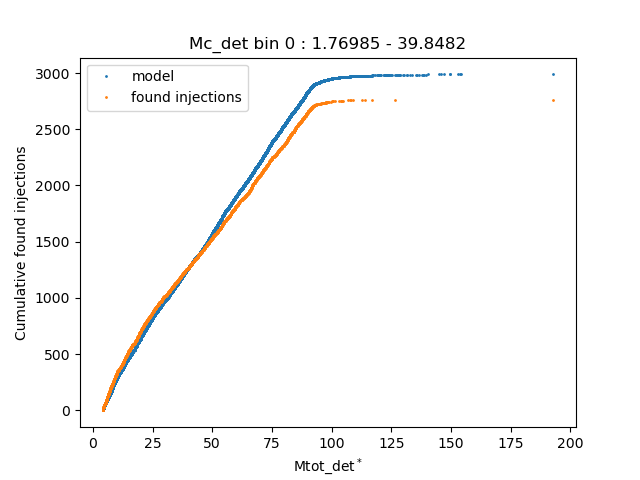 Mc_det bin 0 : 1.76985 - 39.8482
model
found injections
Cumulative found injections
3000
2500
2000
1500
1000
500
0
0 25 50 75 100 125 150 175 200
Mtot_det*